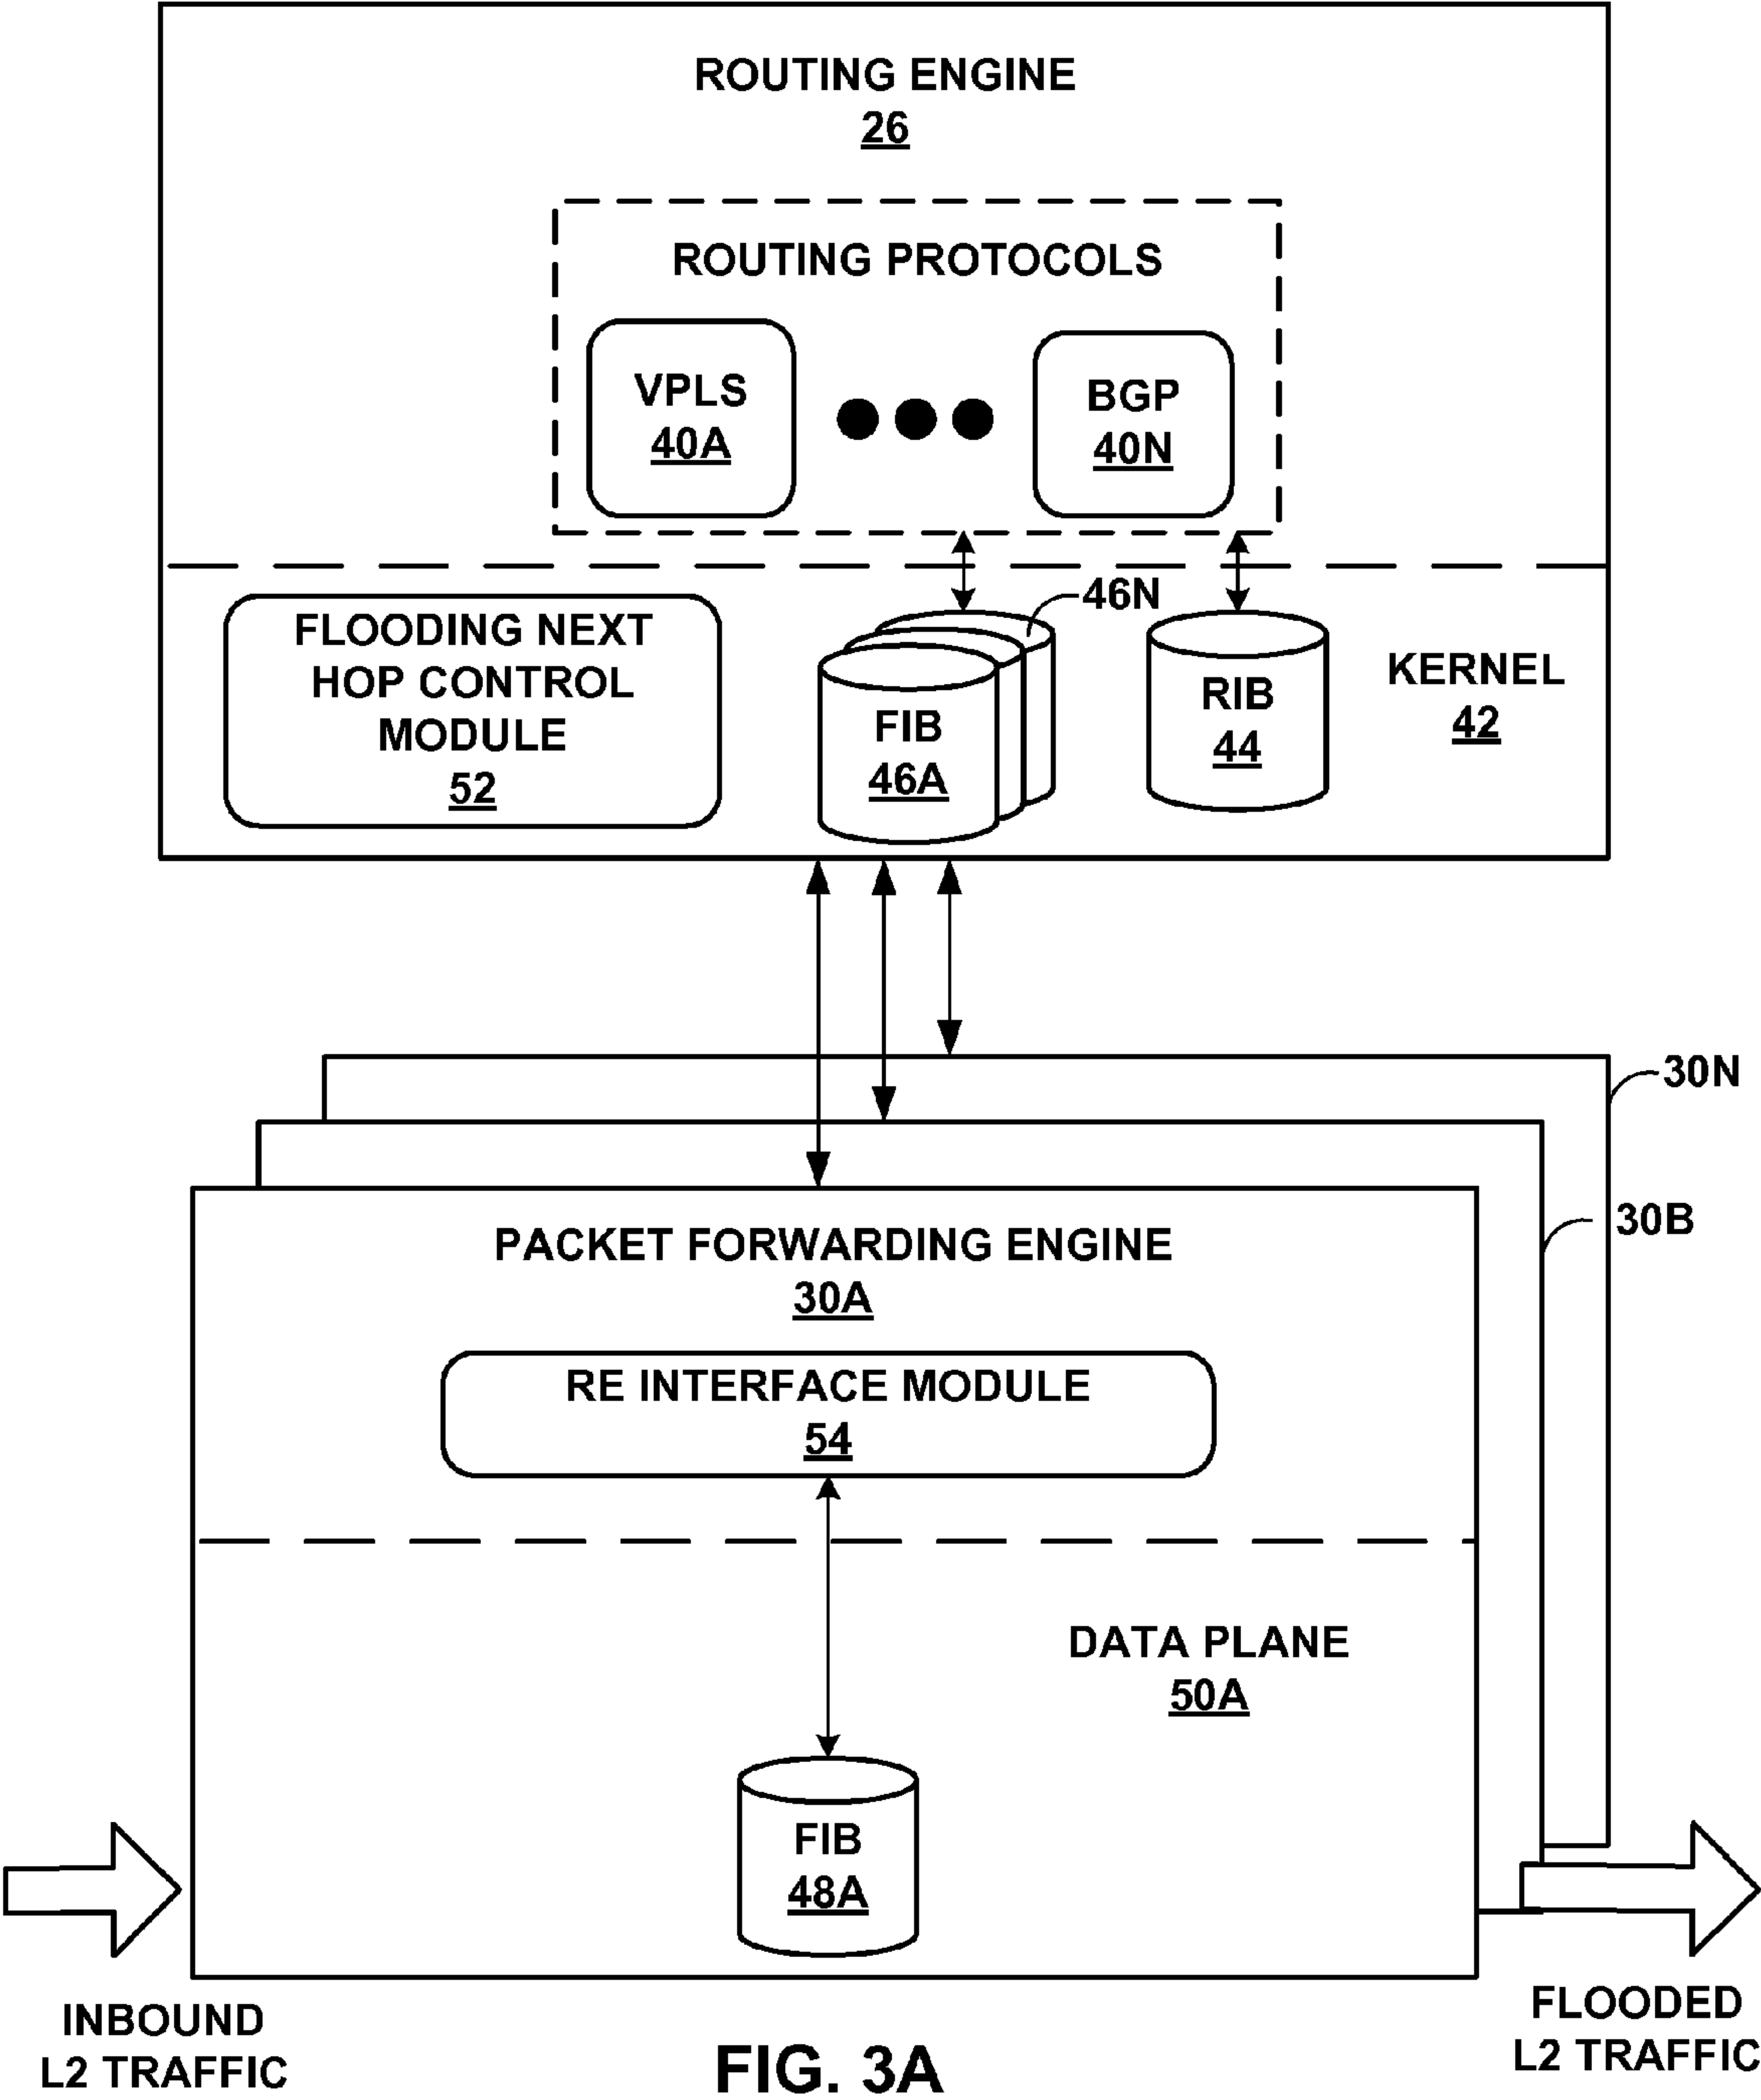 ROUTING ENGINE
26
ROUTING PROTOCOLS
VPLS
40A
BGP
40N
FLOODING NEXT
HOP CONTROL
MODULE
52
46N
FIB
46A
RIB
44
KERNEL
42
30N
30B
PACKET FORWARDING ENGINE
30A
RE INTERFACE MODULE
54
DATA PLANE
50A
FIB
48A
INBOUND
L2 TRAFFIC
FLOODED
L2 TRAFFIC
FIG. 3A